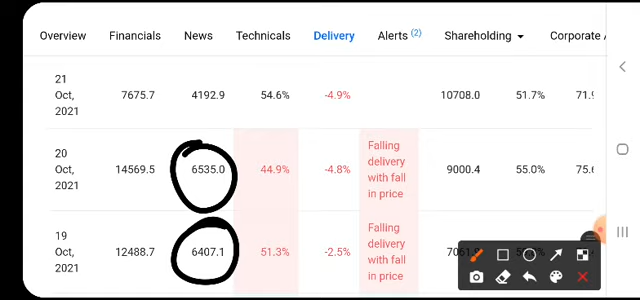 Overview Financials News Technicals Delivery Alerts (2) Shareholding Corporate
21 Oct, 2021 7675.7 4192.9 54.6% -4.9% 10708.0 51.7%
20 Oct, 2021 14569.5 6535.0 44.9% -4.8% Falling delivery with fall in price 9000.4 55.0%
19 Oct, 2021 12488.7 6407.1 51.3% -2.5% Falling delivery with fall in price